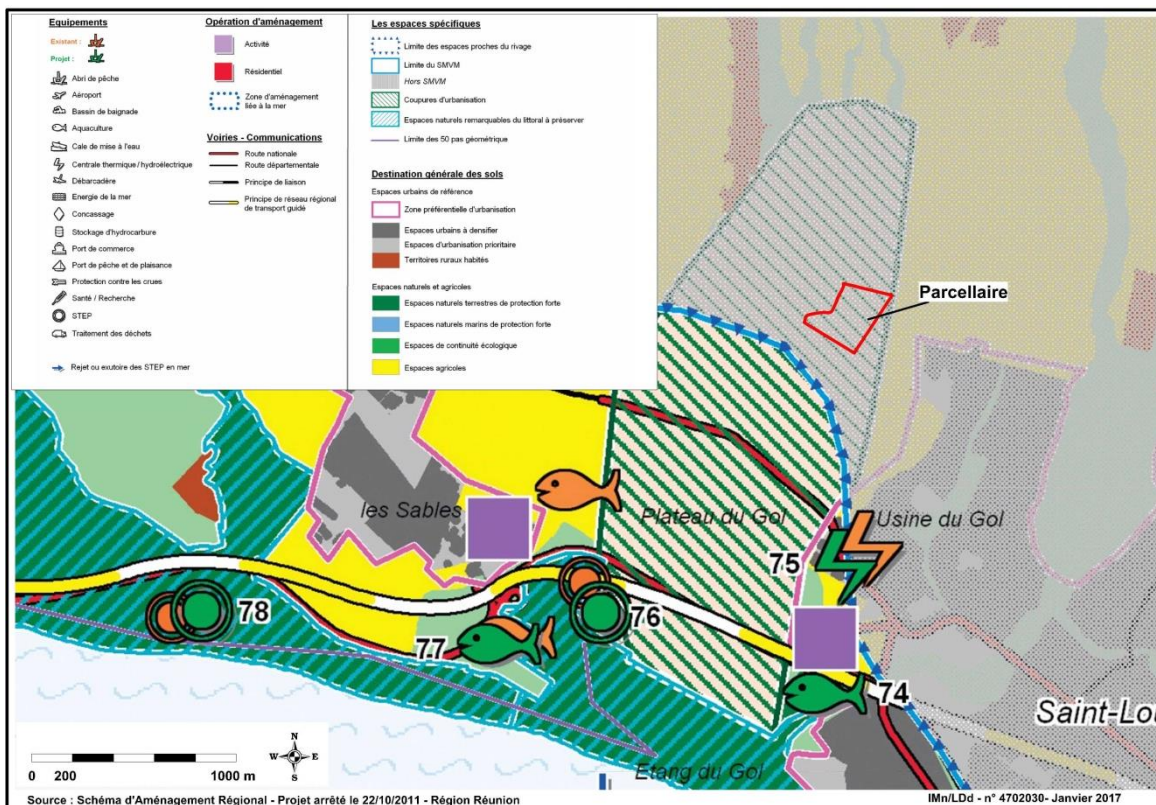 Equipements
Existant :
Projet :
Abri de pêche
Aéroport
Bassin de baignade
Aquaculture
Cale de mise à l'eau
Centrale thermique / hydroélectrique
Débarcadère
Energie de la mer
Concassage
Stockage d'hydrocarbure
Port de commerce
Port de pêche et de plaisance
Protection contre les crues
Santé / Recherche
STEP
Traitement des déchets
Rejet ou exutoire des STEP en mer
Opération d'aménagement
Activité
Résidentiel
Zone d'aménagement
liée à la mer
Voiries - Communications
Route nationale
Route départementale
Principe de liaison
Principe de réseau régional
de transport guidé
Les espaces spécifiques
Limite des espaces proches du rivage
Limite du SMVM
Hors SMVM
Coupures d'urbanisation
Espaces naturels remarquables du littoral à préserver
Limite des 50 pas géométrique
Destination générale des sols
Espaces urbains de référence
Zone préférentielle d'urbanisation
Espaces urbains à densifier
Espaces d'urbanisation prioritaire
Territoires ruraux habités
Espaces naturels et agricoles
Espaces naturels terrestres de protection forte
Espaces naturels marins de protection forte
Espaces de continuité écologique
Espaces agricoles
Parcellaire
les Sables
Plateau du Gol
Usine du Gol
75
78
76
77
74
Saint-Lou
Etang du Gol
N
W E
S
0 200 1000 m
Source : Schéma d'Aménagement Régional - Projet arrêté le 22/10/2011 - Région Réunion
IMn/LDd - n° 4702030- Janvier 2017